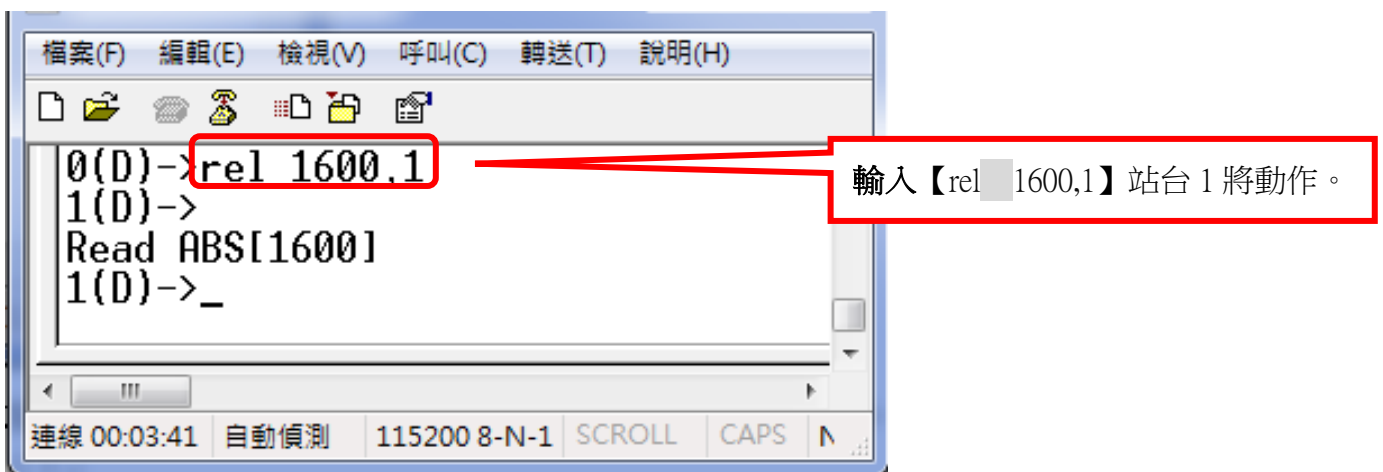 檔案(F) 編輯(E) 檢視(V) 呼叫(C) 轉送(T) 說明(H)
0(D)->rel 1600,1
1(D)->
Read ABS[1600]
1(D)->_
輸入【rel 1600,1】站台 1 將動作。
連線 00:03:41 自動偵測 115200 8-N-1 SCROLL CAPS N